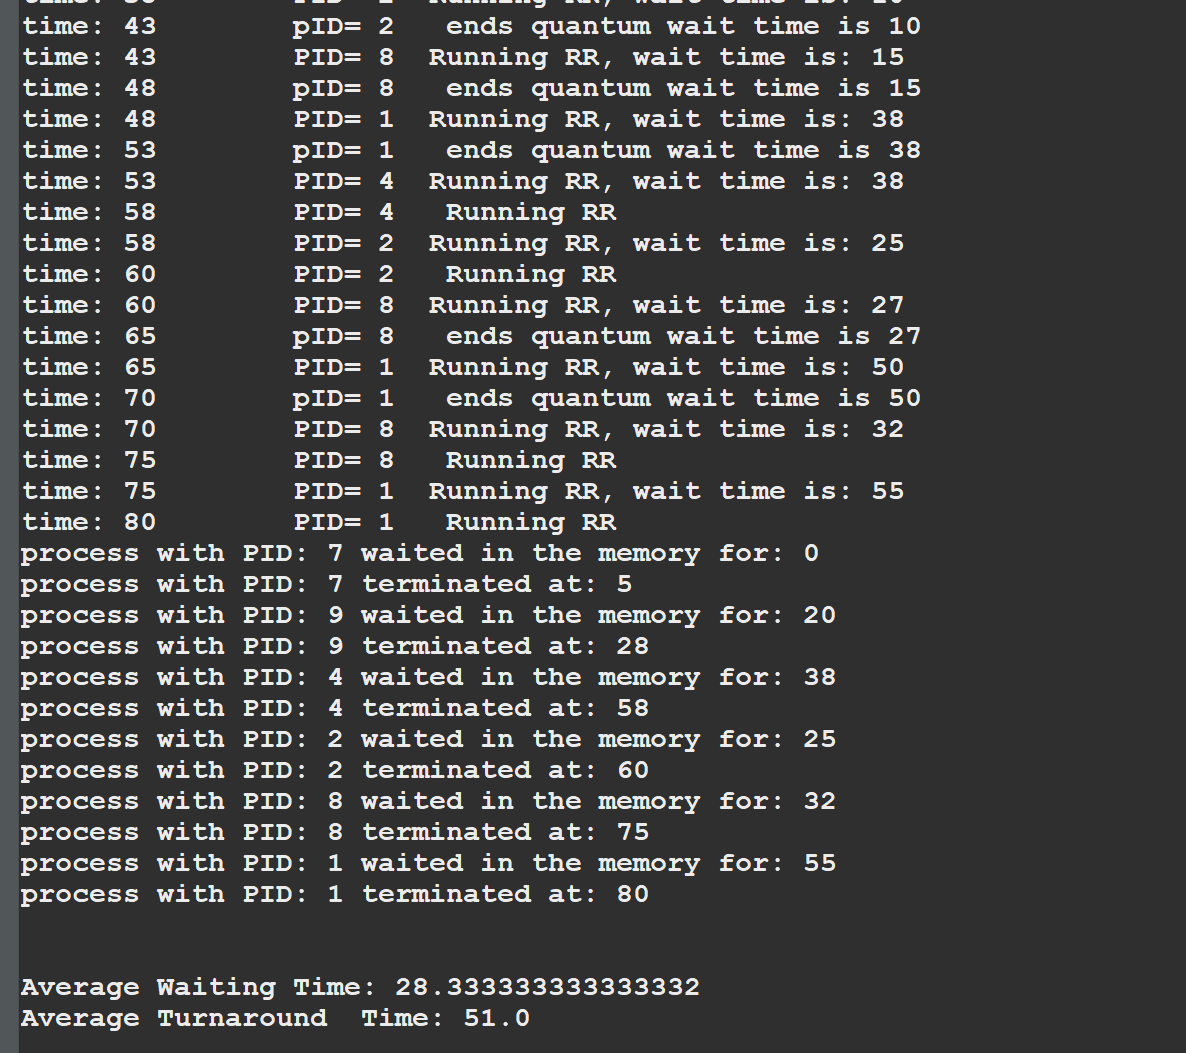 time: 43 pID= 2 ends quantum wait time is 10
time: 43 PID= 8 Running RR, wait time is: 15
time: 48 pID= 8 ends quantum wait time is 15
time: 48 PID= 1 Running RR, wait time is: 38
time: 53 pID= 1 ends quantum wait time is 38
time: 53 PID= 4 Running RR, wait time is: 38
time: 58 PID= 4 Running RR
time: 58 PID= 2 Running RR, wait time is: 25
time: 60 PID= 2 Running RR
time: 60 PID= 8 Running RR, wait time is: 27
time: 65 pID= 8 ends quantum wait time is 27
time: 65 PID= 1 Running RR, wait time is: 50
time: 70 pID= 1 ends quantum wait time is 50
time: 70 PID= 8 Running RR, wait time is: 32
time: 75 PID= 8 Running RR
time: 75 PID= 1 Running RR, wait time is: 55
time: 80 PID= 1 Running RR
process with PID: 7 waited in the memory for: 0
process with PID: 7 terminated at: 5
process with PID: 9 waited in the memory for: 20
process with PID: 9 terminated at: 28
process with PID: 4 waited in the memory for: 38
process with PID: 4 terminated at: 58
process with PID: 2 waited in the memory for: 25
process with PID: 2 terminated at: 60
process with PID: 8 waited in the memory for: 32
process with PID: 8 terminated at: 75
process with PID: 1 waited in the memory for: 55
process with PID: 1 terminated at: 80
Average Waiting Time: 28.333333333333332
Average Turnaround Time: 51.0